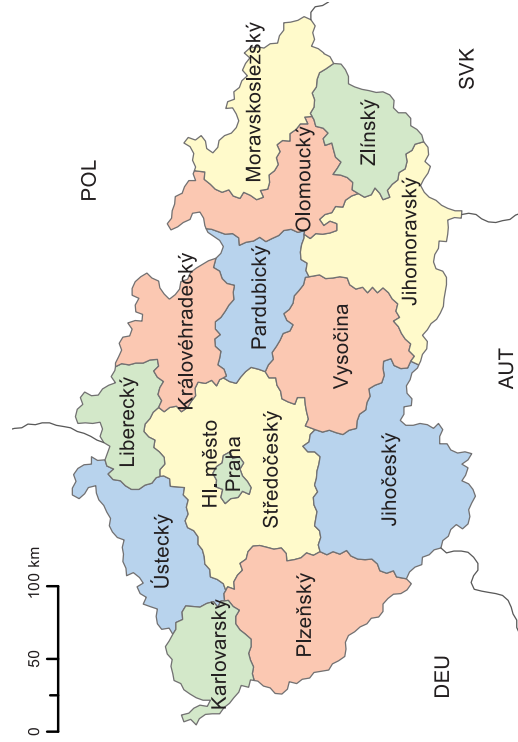 0 50 100 km
POL
SVK
AUT
DEU
Karlovarský
Ústecký
Liberecký
Královéhradecký
Hl. město
Praha
Středočeský
Plzeňský
Jihočeský
Pardubický
Vysočina
Olomoucký
Moravskoslezský
Zlínský
Jihomoravský